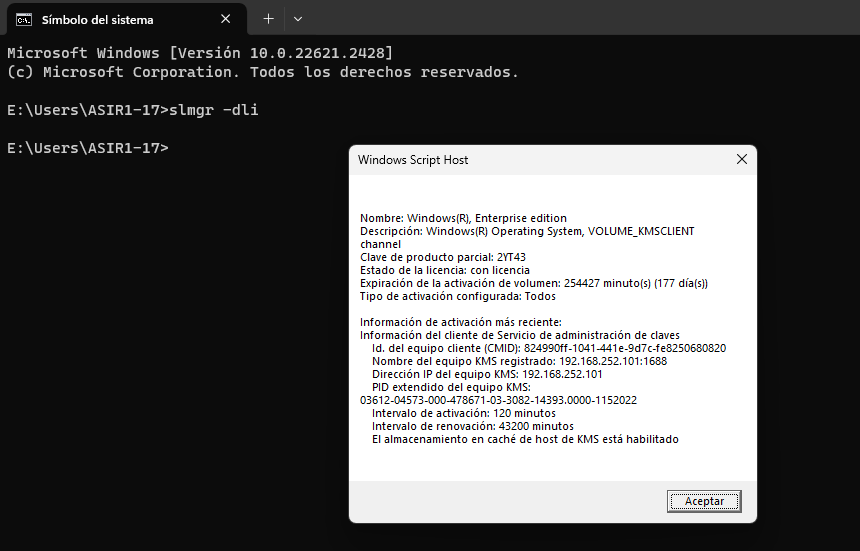 Símbolo del sistema
Microsoft Windows [Versión 10.0.22621.2428]
(c) Microsoft Corporation. Todos los derechos reservados.
E:\Users\ASIR1-17>slmgr -dli
E:\Users\ASIR1-17>
Windows Script Host
Nombre: Windows(R), Enterprise edition
Descripción: Windows(R) Operating System, VOLUME_KMSCLIENT
channel
Clave de producto parcial: 2YT43
Estado de la licencia: con licencia
Expiración de la activación de volumen: 254427 minuto(s) (177 día(s))
Tipo de activación configurada: Todos
Información de activación más reciente:
Información del cliente de Servicio de administración de claves
Id. del equipo cliente (CMID): 824990ff-1041-441e-9d7c-fe8250680820
Nombre del equipo KMS registrado: 192.168.252.101:1688
Dirección IP del equipo KMS: 192.168.252.101
PID extendido del equipo KMS:
03612-04573-000-478671-03-3082-14393.0000-1152022
Intervalo de activación: 120 minutos
Intervalo de renovación: 43200 minutos
El almacenamiento en caché de host de KMS está habilitado
Aceptar